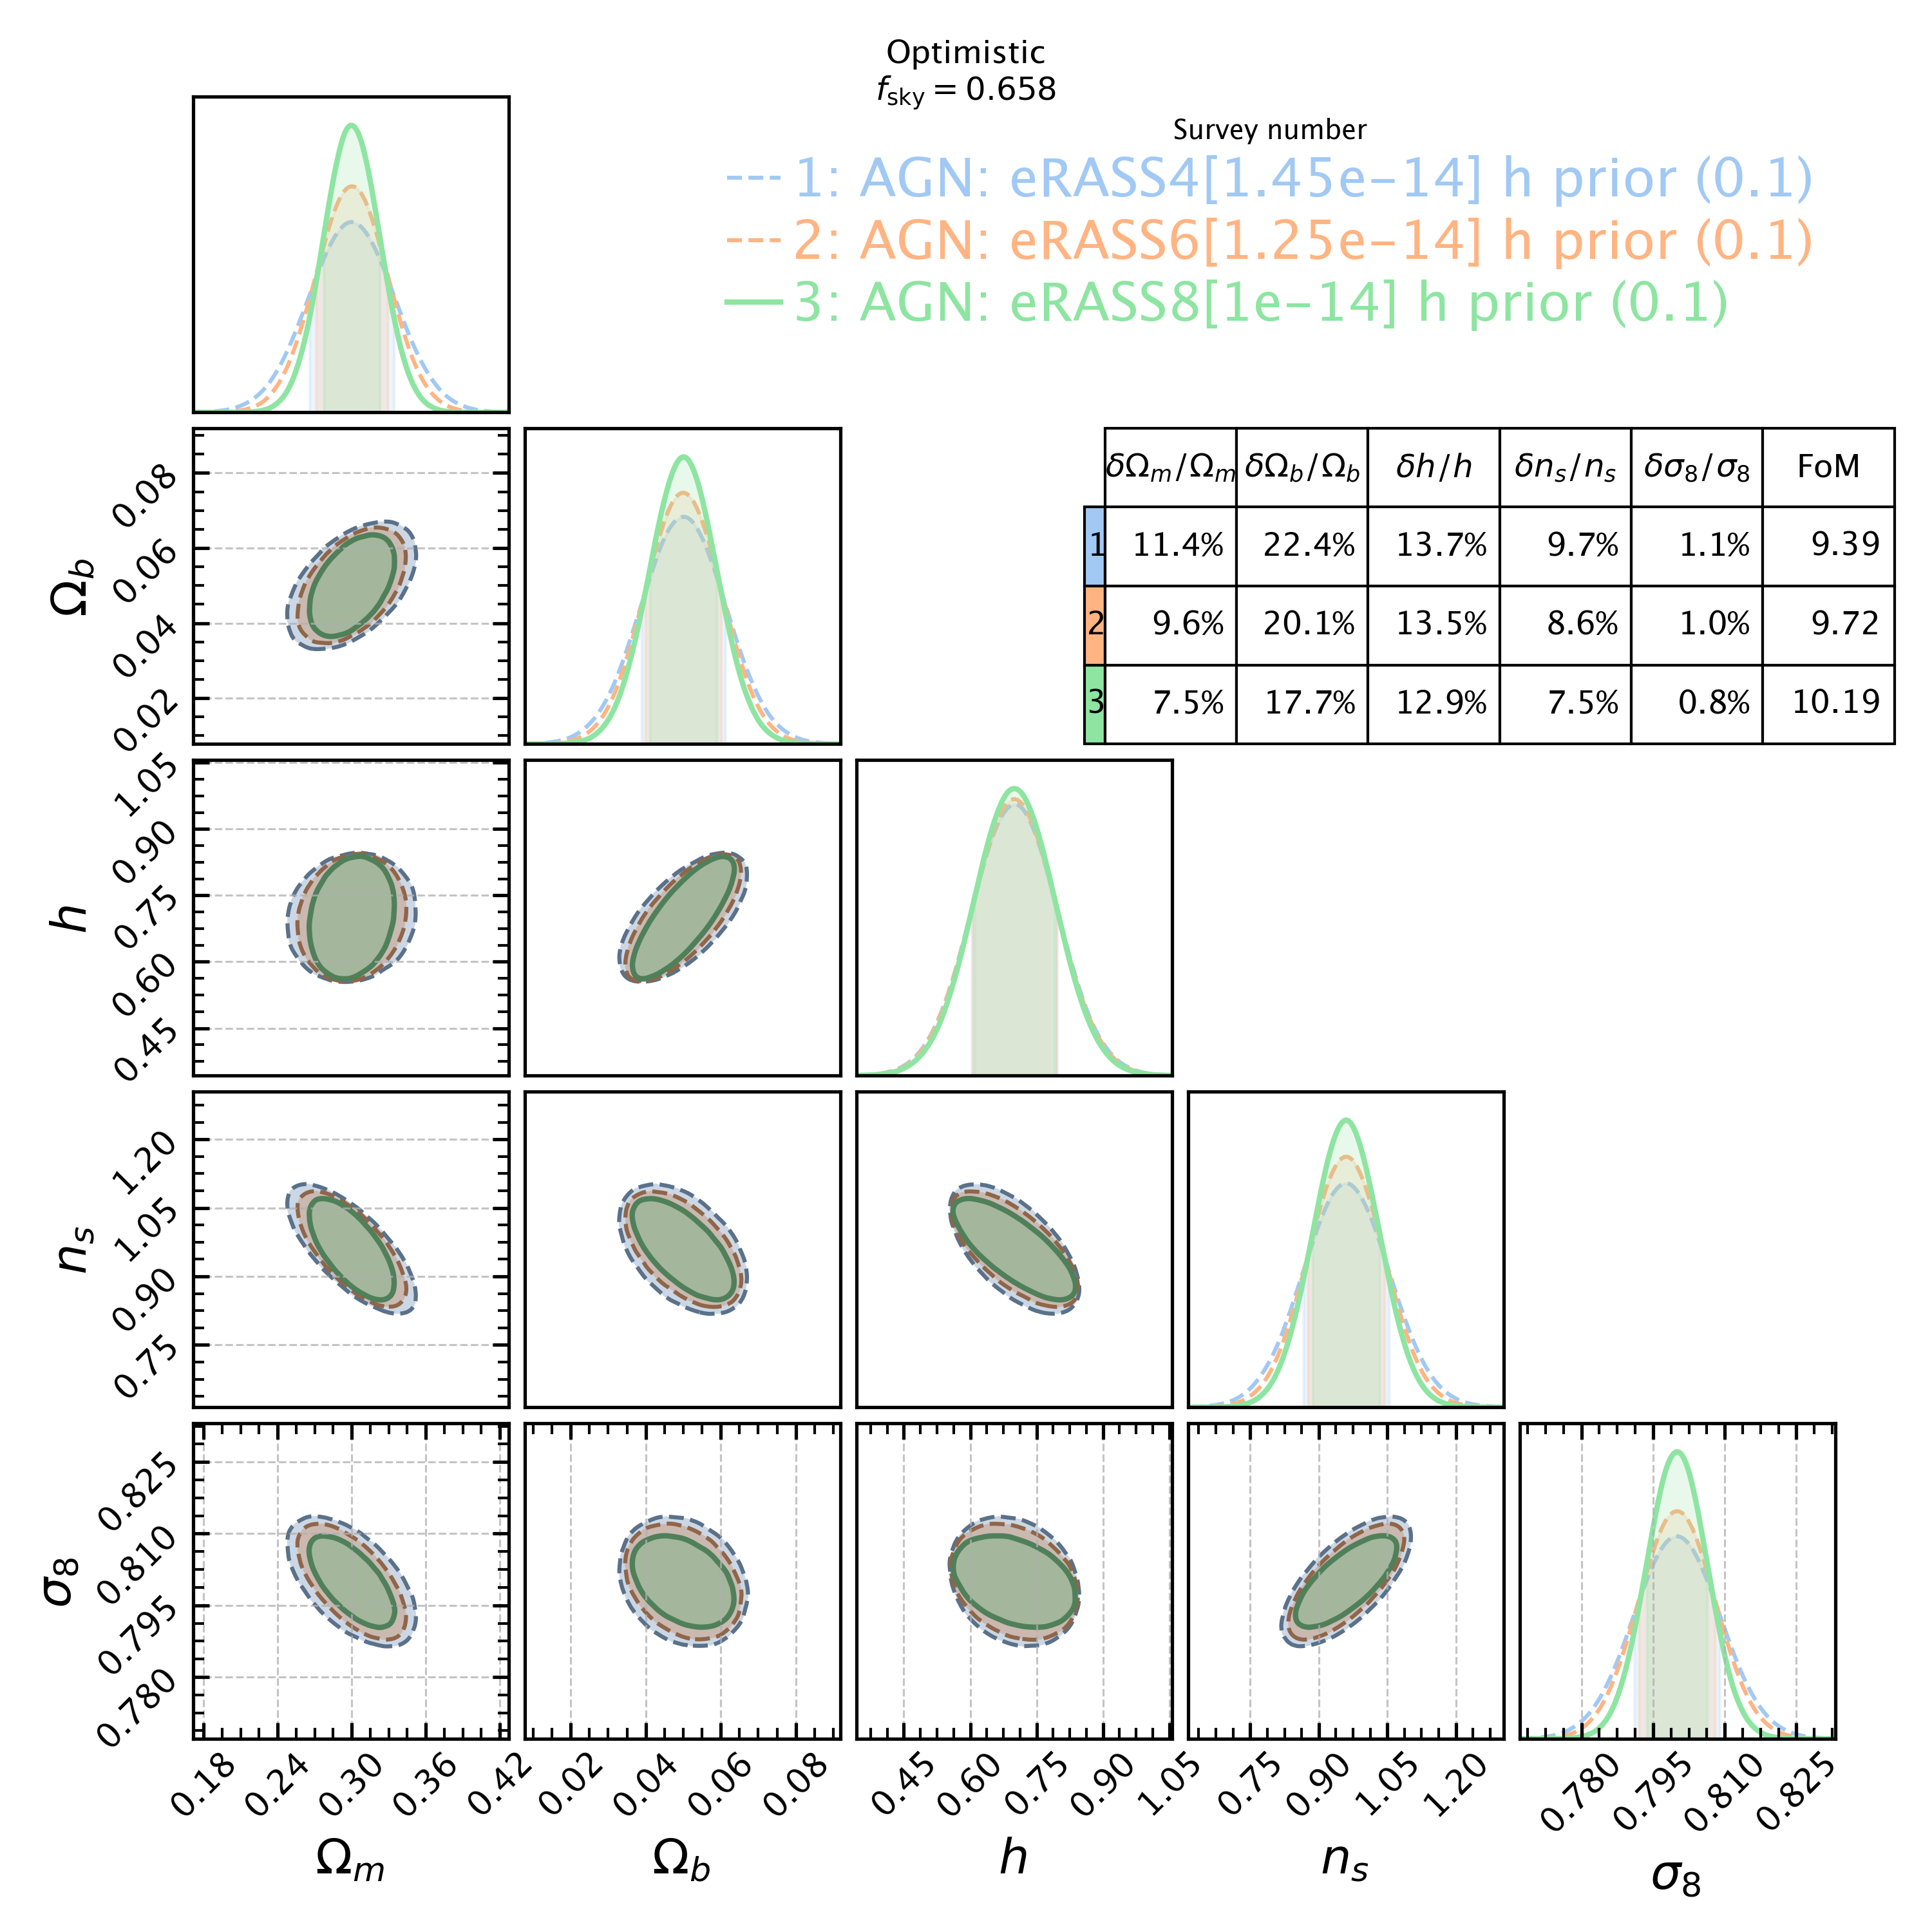 Optimistic
f_sky = 0.658
Survey number
1: AGN: eRASS4[1.45e−14] h prior (0.1)
2: AGN: eRASS6[1.25e−14] h prior (0.1)
3: AGN: eRASS8[1e−14] h prior (0.1)
δΩ_m/Ω_m δΩ_b/Ω_b δh/h δn_s/n_s δσ_8/σ_8 FoM
1 11.4% 22.4% 13.7% 9.7% 1.1% 9.39
2 9.6% 20.1% 13.5% 8.6% 1.0% 9.72
3 7.5% 17.7% 12.9% 7.5% 0.8% 10.19
0.08
0.06
0.04
0.02
Ω_b
1.05
0.90
0.75
0.60
0.45
h
1.20
1.05
0.90
0.75
n_s
0.825
0.810
0.795
0.780
σ_8
0.18 0.24 0.30 0.36 0.42 0.02 0.04 0.06 0.08 0.45 0.60 0.75 0.90 1.05 0.75 0.90 1.05 1.20 0.780 0.795 0.810 0.825
Ω_m Ω_b h n_s σ_8